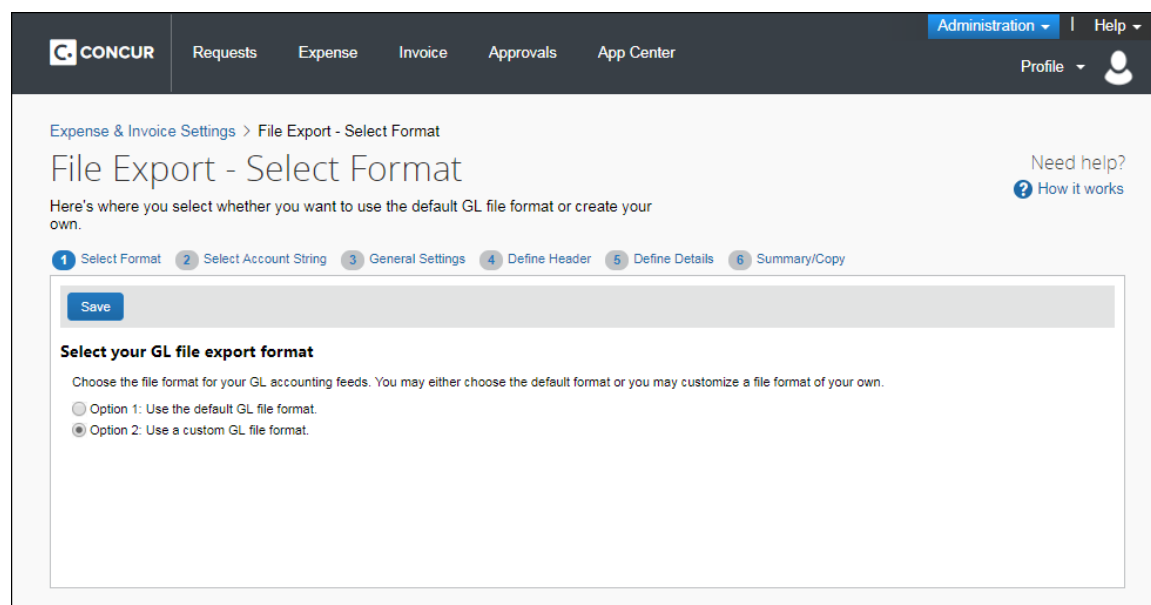 Administration | Help
C. CONCUR Requests Expense Invoice Approvals App Center
Profile
Expense & Invoice Settings > File Export - Select Format
File Export - Select Format
Need help?
? How it works
Here's where you select whether you want to use the default GL file format or create your
own.
1 Select Format 2 Select Account String 3 General Settings 4 Define Header 5 Define Details 6 Summary/Copy
Save
Select your GL file export format
Choose the file format for your GL accounting feeds. You may either choose the default format or you may customize a file format of your own.
Option 1: Use the default GL file format.
Option 2: Use a custom GL file format.